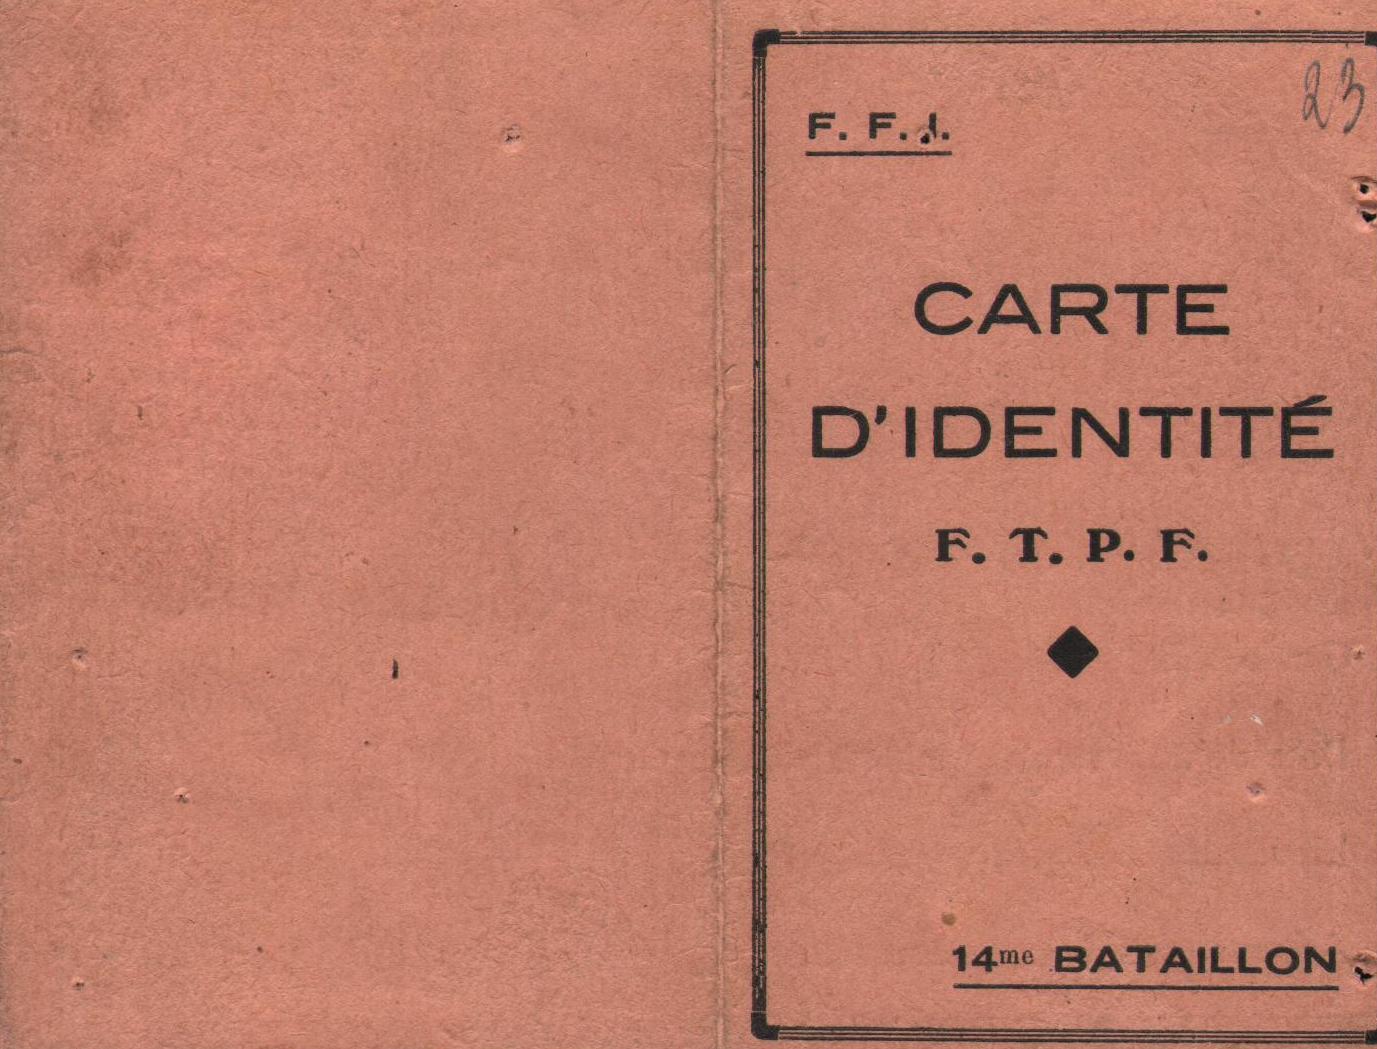 F. F. I.
23
CARTE
D'IDENTITÉ
F. T. P. F.
14me BATAILLON